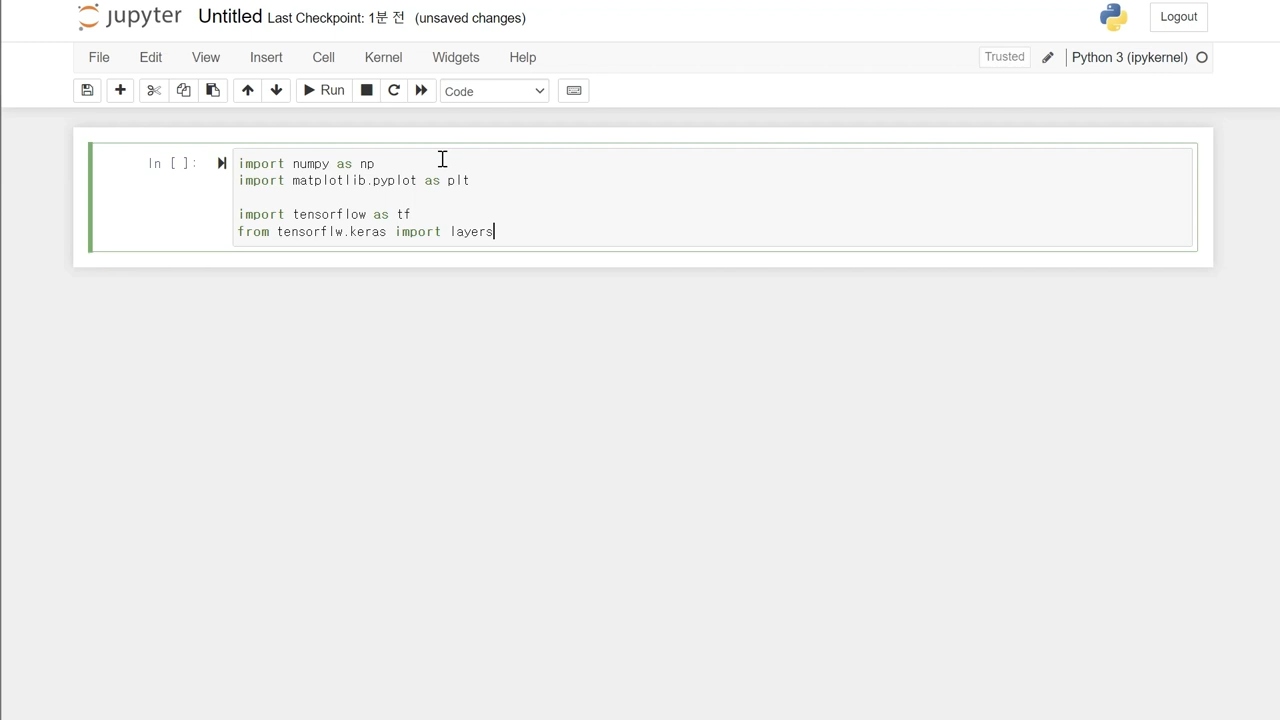 jupyter Untitled Last Checkpoint: 1분 전 (unsaved changes) Logout
File Edit View Insert Cell Kernel Widgets Help Trusted Python 3 (ipykernel)
Run Code
In [ ]: import numpy as np
import matplotlib.pyplot as plt
import tensorflow as tf
from tensorflw.keras import layers